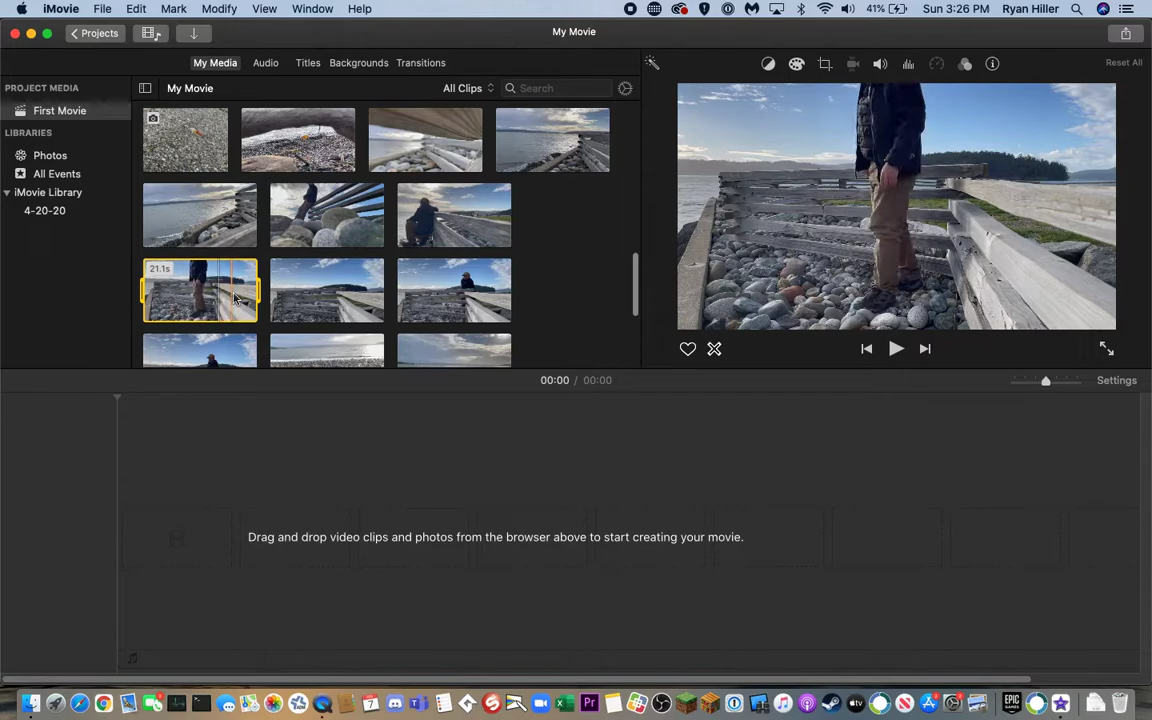 iMovie File Edit Mark Modify View Window Help 41% Sun 3:26 PM Ryan Hiller
Projects My Movie
My Media Audio Titles Backgrounds Transitions Reset All
PROJECT MEDIA My Movie All Clips Search
First Movie
LIBRARIES
Photos
All Events
iMovie Library
4-20-20
21.1s
00:00 / 00:00 Settings
Drag and drop video clips and photos from the browser above to start creating your movie.